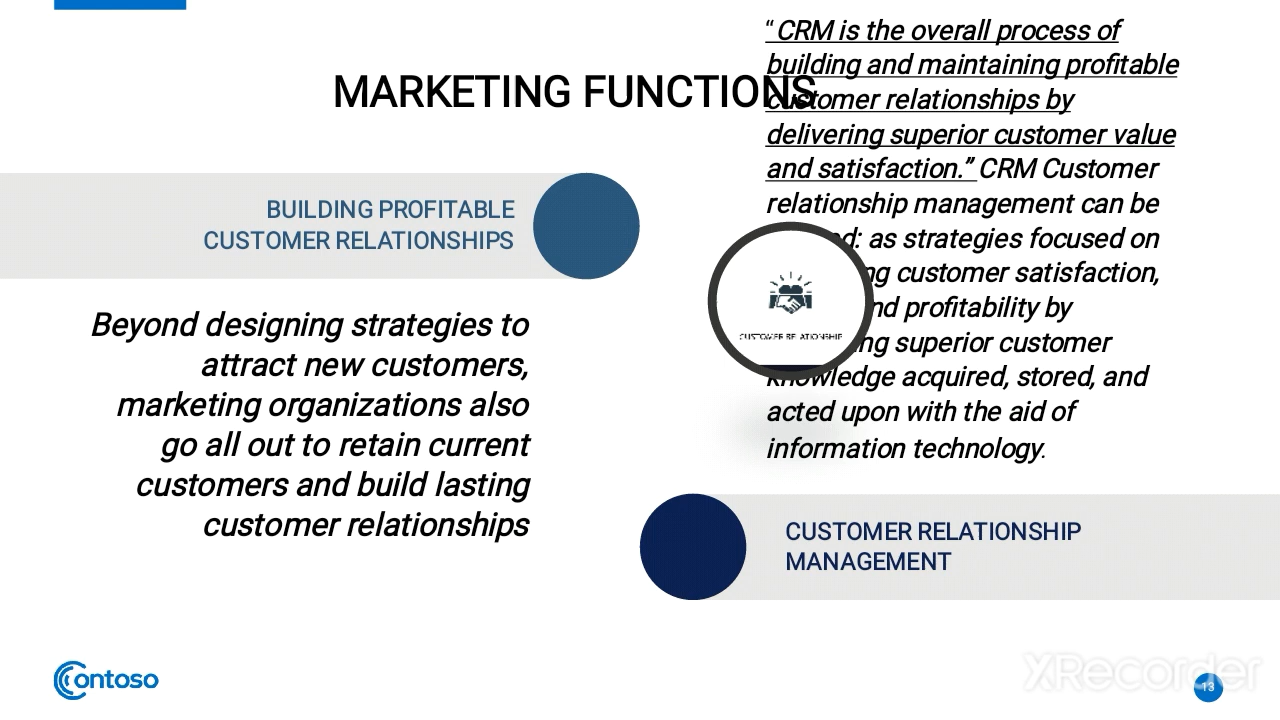 MARKETING FUNCTIONS
BUILDING PROFITABLE
CUSTOMER RELATIONSHIPS
Beyond designing strategies to
attract new customers,
marketing organizations also
go all out to retain current
customers and build lasting
customer relationships
“CRM is the overall process of
building and maintaining profitable
customer relationships by
delivering superior customer value
and satisfaction.” CRM Customer
relationship management can be
as strategies focused on
customer satisfaction,
profitability by
superior customer
knowledge acquired, stored, and
acted upon with the aid of
information technology.
CUSTOMER RELATIONSHIP
CUSTOMER RELATIONSHIP
MANAGEMENT
Contoso
XRecorder
13